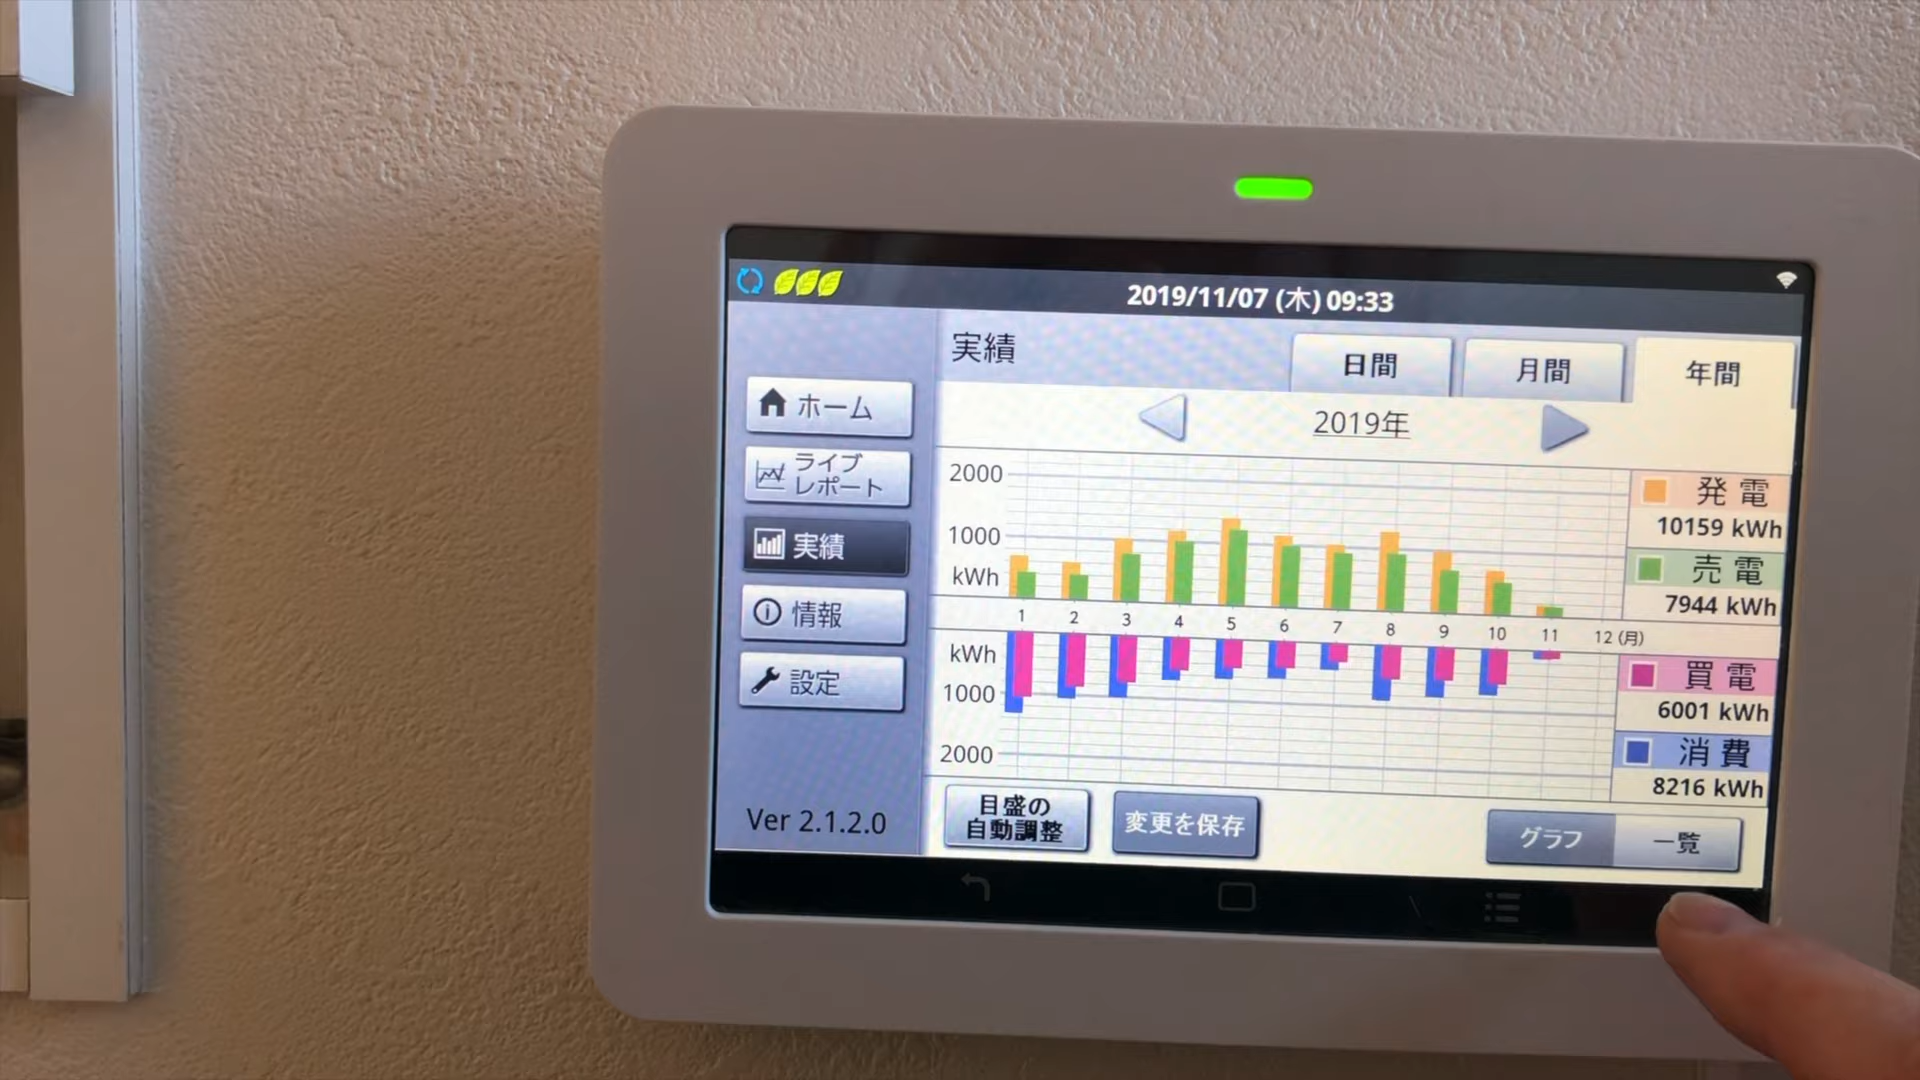 2019/11/07 (木) 09:33
実績
日間
月間
年間
ホーム
ライブ
レポート
実績
情報
設定
Ver 2.1.2.0
2019年
2000
1000
kWh
1 2 3 4 5 6 7 8 9 10 11 12 (月)
kWh
1000
2000
発電
10159 kWh
売電
7944 kWh
買電
6001 kWh
消費
8216 kWh
目盛の
自動調整
変更を保存
グラフ
一覧